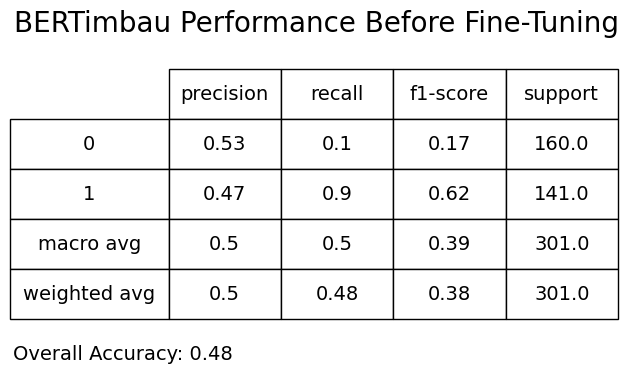 BERTimbau Performance Before Fine-Tuning
precision recall f1-score support
0 0.53 0.1 0.17 160.0
1 0.47 0.9 0.62 141.0
macro avg 0.5 0.5 0.39 301.0
weighted avg 0.5 0.48 0.38 301.0
Overall Accuracy: 0.48